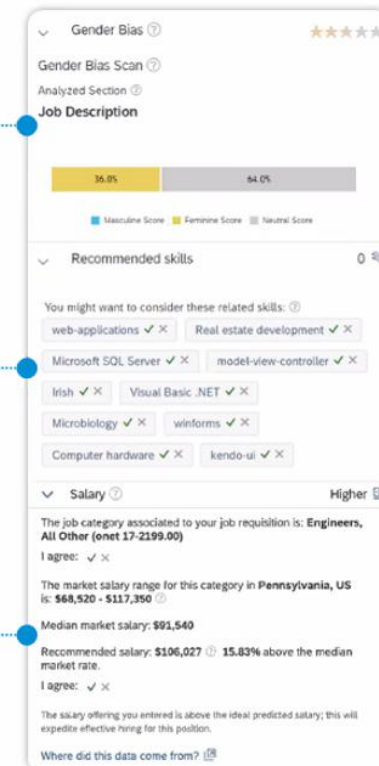 Gender Bias
Gender Bias Scan
Analyzed Section
Job Description
36.0% 64.0%
Masculine Score Feminine Score Neutral Score
Recommended skills 0
You might want to consider these related skills:
web-applications ✓ × Real estate development ✓ ×
Microsoft SQL Server ✓ × model-view-controller ✓ ×
Irish ✓ × Visual Basic .NET ✓ ×
Microbiology ✓ × winforms ✓ ×
Computer hardware ✓ × kendo-ui ✓ ×
Salary Higher
The job category associated to your job requisition is: Engineers,
All Other (onet 17-2199.00)
I agree: ✓ ×
The market salary range for this category in Pennsylvania, US
is: $68,520 - $117,350
Median market salary: $91,540
Recommended salary: $106,027 15.83% above the median
market rate.
I agree: ✓ ×
The salary offering you entered is above the ideal predicted salary; this will
expedite effective hiring for this position.
Where did this data come from?